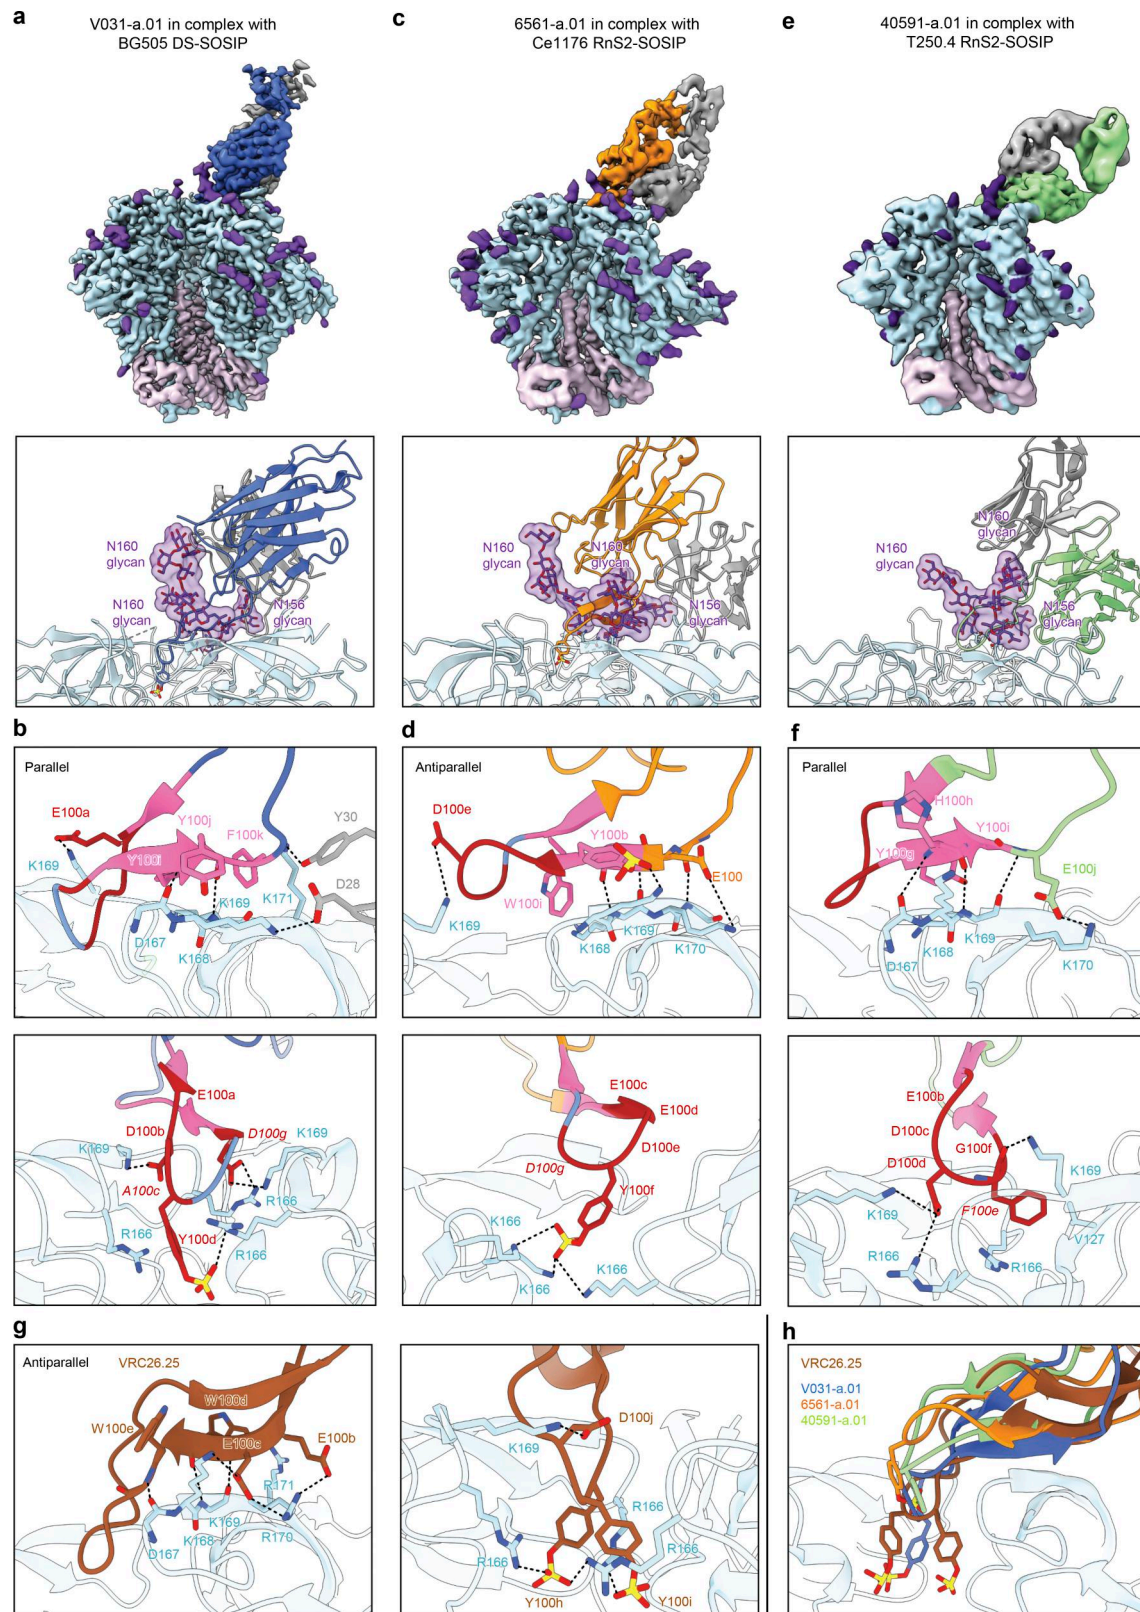 a
V031-a.01 in complex with
BG505 DS-SOSIP
c
6561-a.01 in complex with
Ce1176 RnS2-SOSIP
e
40591-a.01 in complex with
T250.4 RnS2-SOSIP
N160
glycan
N160
glycan
N156
glycan
N160
glycan
N160
glycan
N156
glycan
N160
glycan
N160
glycan
N156
glycan
b
Parallel
E100a
Y100j
F100k
Y30
K169
Y100i
D28
K169
K171
D167
K168
d
Antiparallel
D100e
Y100b
E100
W100i
K169
K168
K169
K170
f
Parallel
H100h
Y100i
Y100g
E100j
K169
K168
D167
K170
E100a
D100b
D100g
K169
K169
A100c
R166
Y100d
R166
R166
E100c
E100d
D100e
D100g
Y100f
K166
K166
K166
E100b
D100c
G100f
D100d
K169
K169
F100e
V127
R166
R166
g
Antiparallel
VRC26.25
W100d
W100e
E100c
E100b
R171
K169
K168
R170
D167
D100j
K169
R166
R166
R166
Y100h
Y100i
h
VRC26.25
V031-a.01
6561-a.01
40591-a.01